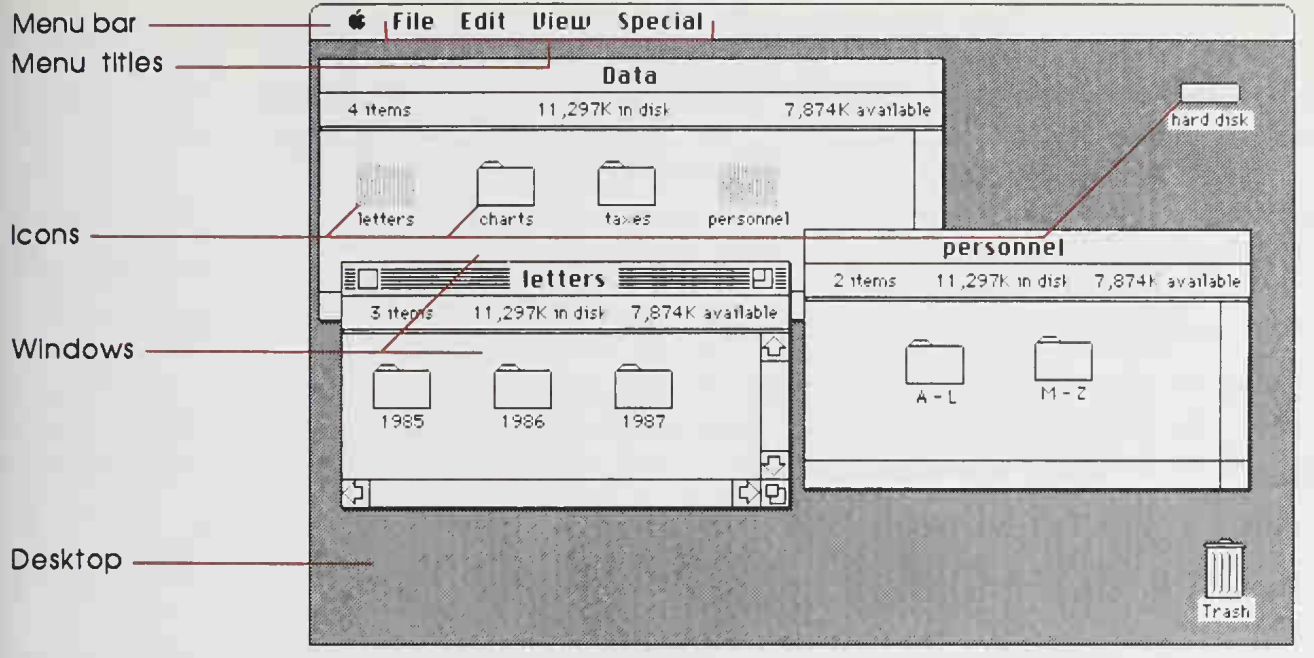 Menu bar
File Edit View Special
Menu titles
Data
4 items 11,297K in disk 7,874K available
hard disk
letters charts taxes personnel
Icons
personnel
2 items 11,297K in disk 7,874K available
letters
3 items 11,297K in disk 7,874K available
Windows
A - L M - Z
1985 1986 1987
Desktop
Trash